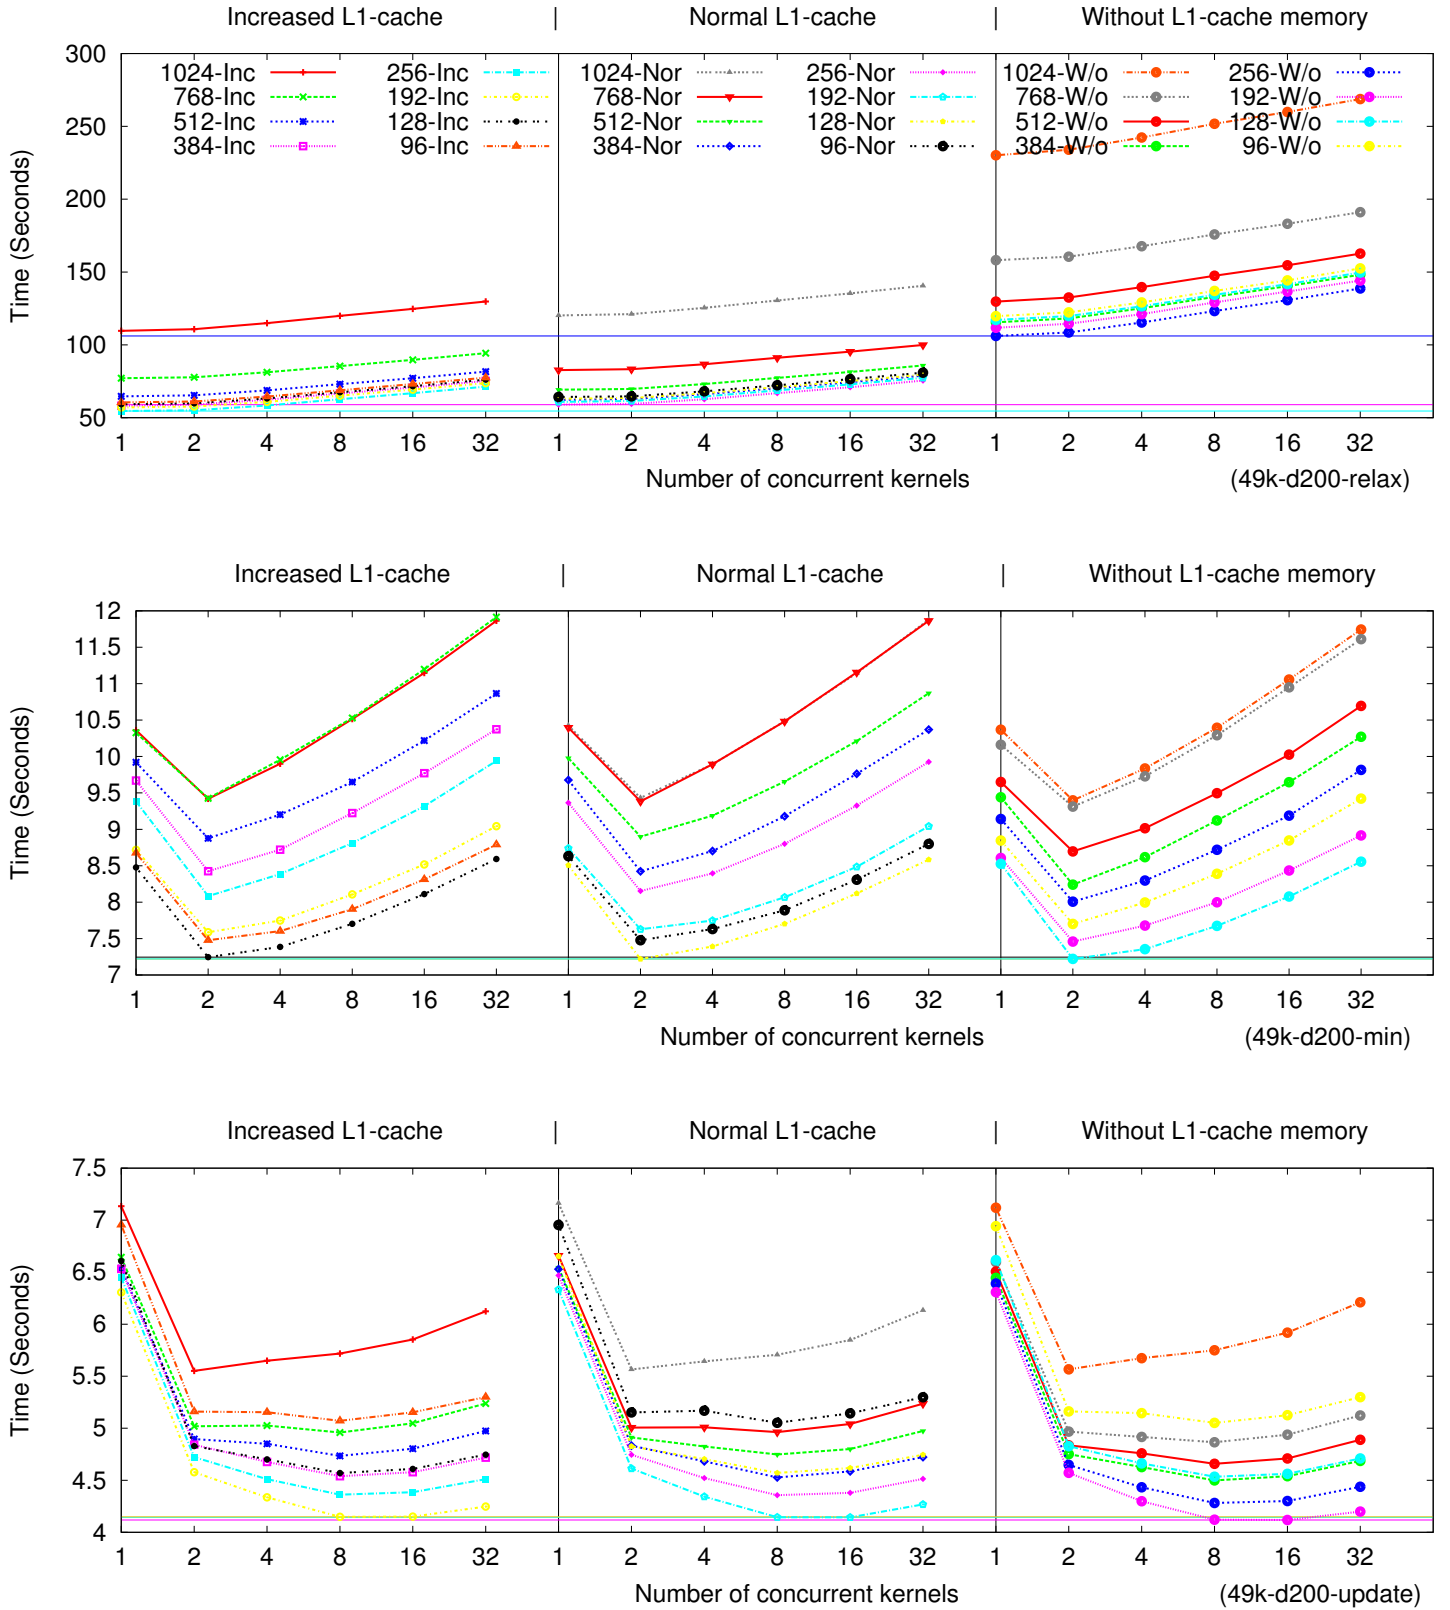 Increased L1-cache | Normal L1-cache | Without L1-cache memory
300
250
200
150
100
50
Time (Seconds)
1024-Inc 256-Inc 1024-Nor 256-Nor 1024-W/o 256-W/o
768-Inc 192-Inc 768-Nor 192-Nor 768-W/o 192-W/o
512-Inc 128-Inc 512-Nor 128-Nor 512-W/o 128-W/o
384-Inc 96-Inc 384-Nor 96-Nor 384-W/o 96-W/o
1 2 4 8 16 32 1 2 4 8 16 32 1 2 4 8 16 32
Number of concurrent kernels (49k-d200-relax)
Increased L1-cache | Normal L1-cache | Without L1-cache memory
12
11.5
11
10.5
10
9.5
9
8.5
8
7.5
7
Time (Seconds)
1 2 4 8 16 32 1 2 4 8 16 32 1 2 4 8 16 32
Number of concurrent kernels (49k-d200-min)
Increased L1-cache | Normal L1-cache | Without L1-cache memory
7.5
7
6.5
6
5.5
5
4.5
4
Time (Seconds)
1 2 4 8 16 32 1 2 4 8 16 32 1 2 4 8 16 32
Number of concurrent kernels (49k-d200-update)